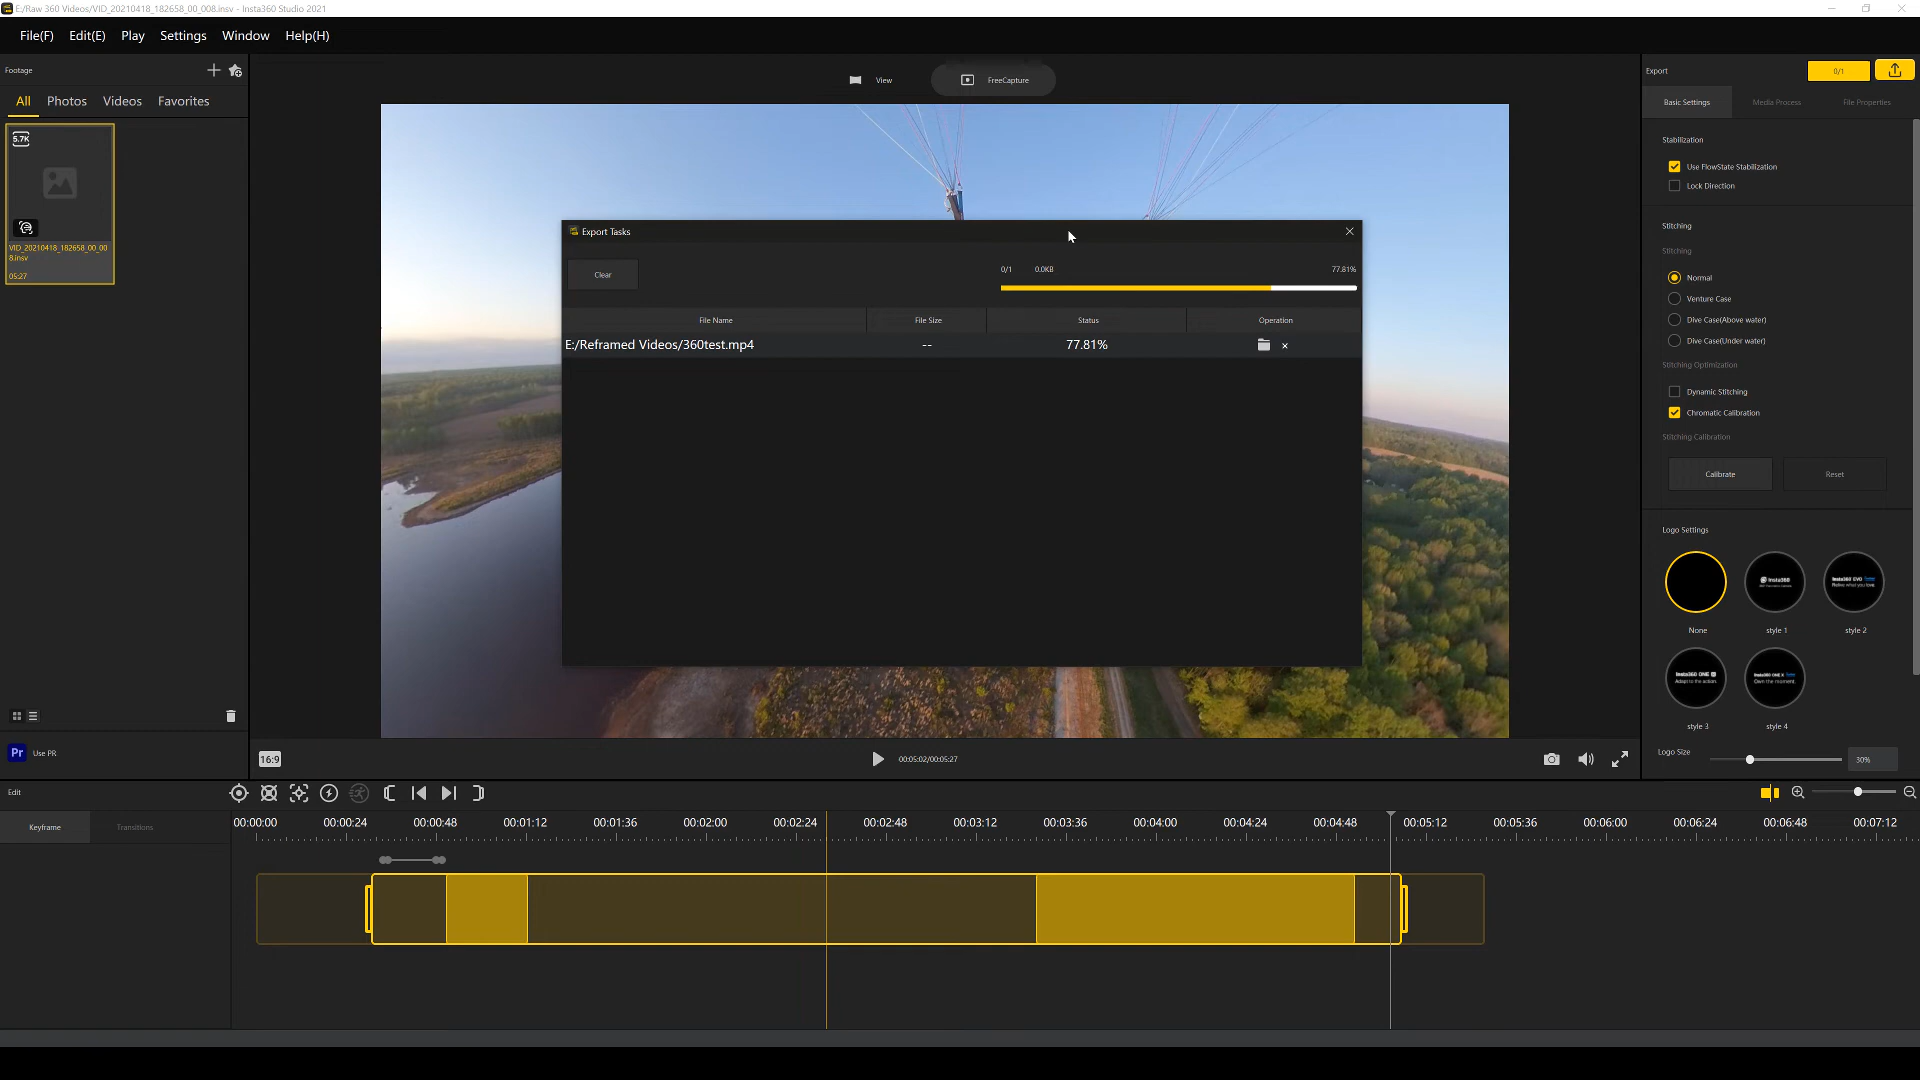 E:/Raw 360 Videos/VID_20210418_182658_00_008.insv - Insta360 Studio 2021
File(F) Edit(E) Play Settings Window Help(H)
Footage
All Photos Videos Favorites
5.7K
VID_20210418_182658_00_00
8.insv
05:27
Pr Use PR
View FreeCapture
Export Tasks
Clear
0/1 0.0KB 77.81%
File Name File Size Status Operation
E:/Reframed Videos/360test.mp4 -- 77.81%
16:9
00:05:02/00:05:27
Export 0/1
Basic Settings Media Process File Properties
Stabilization
Use FlowState Stabilization
Lock Direction
Stitching
Stitching
Normal
Venture Case
Dive Case(Above water)
Dive Case(Under water)
Stitching Optimization
Dynamic Stitching
Chromatic Calibration
Stitching Calibration
Calibrate Reset
Logo Settings
None style 1 style 2
style 3 style 4
Logo Size 30%
Edit
Keyframe Transitions
00:00:00 00:00:24 00:00:48 00:01:12 00:01:36 00:02:00 00:02:24 00:02:48 00:03:12 00:03:36 00:04:00 00:04:24 00:04:48 00:05:12 00:05:36 00:06:00 00:06:24 00:06:48 00:07:12